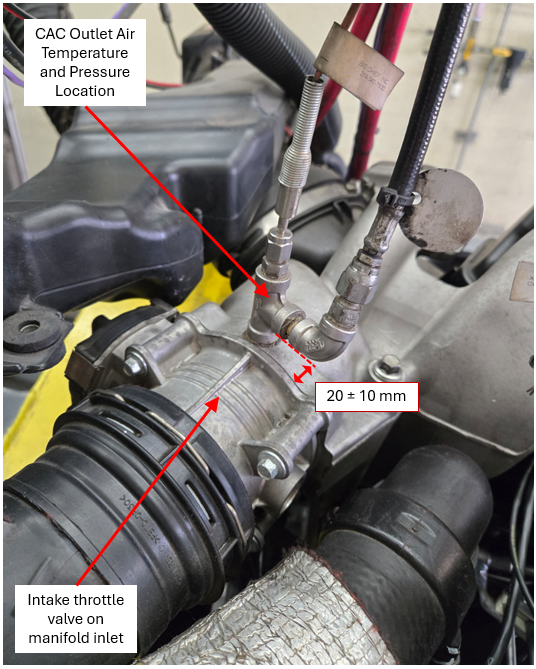 CAC Outlet Air
Temperature
and Pressure
Location
20 ± 10 mm
Intake throttle
valve on
manifold inlet